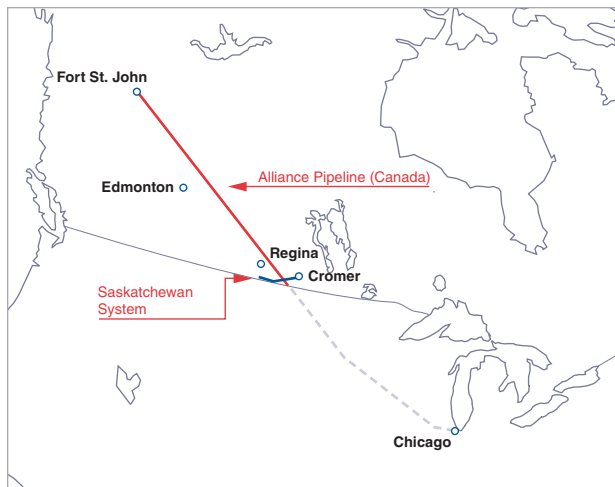 Fort St. John
Alliance Pipeline (Canada)
Edmonton
Regina
Cromer
Saskatchewan
System
Chicago